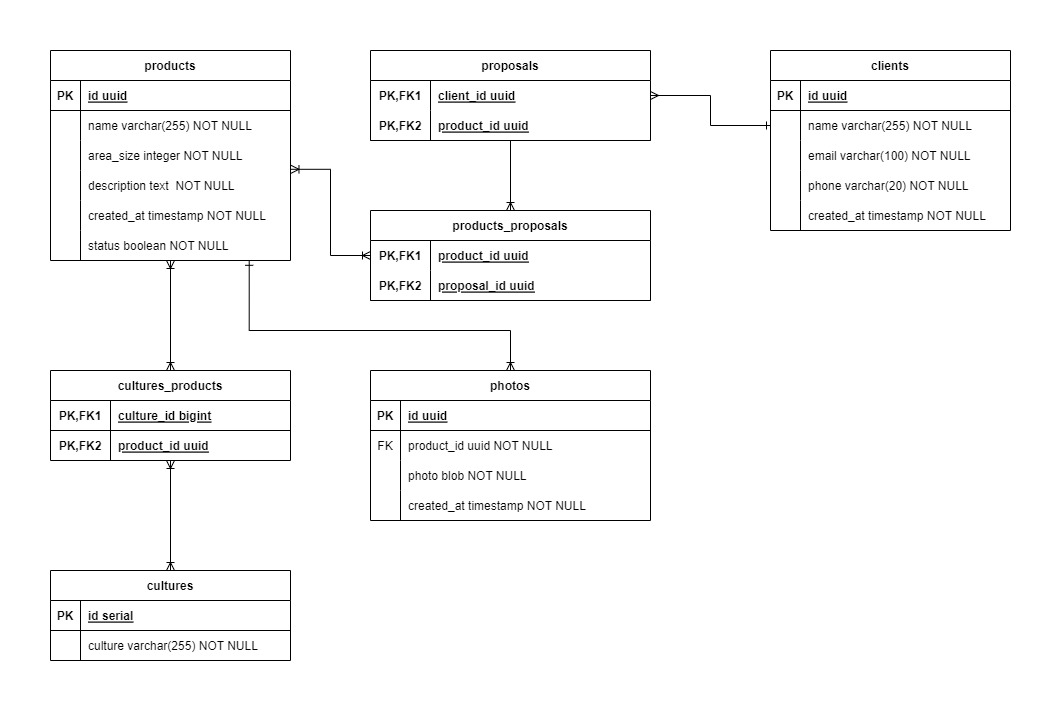 products
PK id uuid
name varchar(255) NOT NULL
area_size integer NOT NULL
description text  NOT NULL
created_at timestamp NOT NULL
status boolean NOT NULL
proposals
PK,FK1 client_id uuid
PK,FK2 product_id uuid
clients
PK id uuid
name varchar(255) NOT NULL
email varchar(100) NOT NULL
phone varchar(20) NOT NULL
created_at timestamp NOT NULL
products_proposals
PK,FK1 product_id uuid
PK,FK2 proposal_id uuid
cultures_products
PK,FK1 culture_id bigint
PK,FK2 product_id uuid
photos
PK id uuid
FK product_id uuid NOT NULL
photo blob NOT NULL
created_at timestamp NOT NULL
cultures
PK id serial
culture varchar(255) NOT NULL